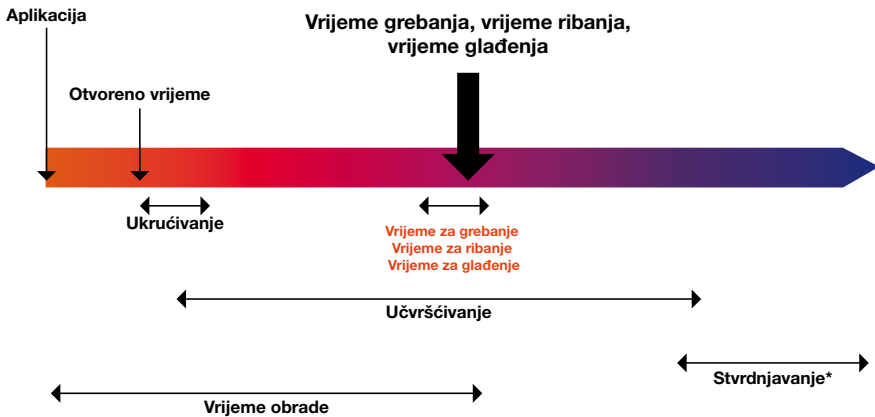 Aplikacija
Vrijeme grebanja, vrijeme ribanja,
vrijeme glađenja
Otvoreno vrijeme
Ukrućivanje
Vrijeme za grebanje
Vrijeme za ribanje
Vrijeme za glađenje
Učvršćivanje
Stvrdnjavanje*
Vrijeme obrade